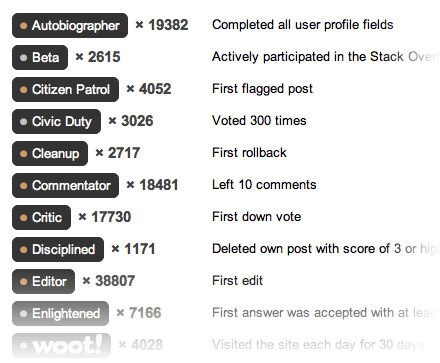 Autobiographer × 19382 Completed all user profile fields
Beta × 2615 Actively participated in the Stack Over
Citizen Patrol × 4052 First flagged post
Civic Duty × 3026 Voted 300 times
Cleanup × 2717 First rollback
Commentator × 18481 Left 10 comments
Critic × 17730 First down vote
Disciplined × 1171 Deleted own post with score of 3 or hig
Editor × 38807 First edit
Enlightened × 7166 First answer was accepted with at leas
woot! × 4028 Visited the site each day for 30 days